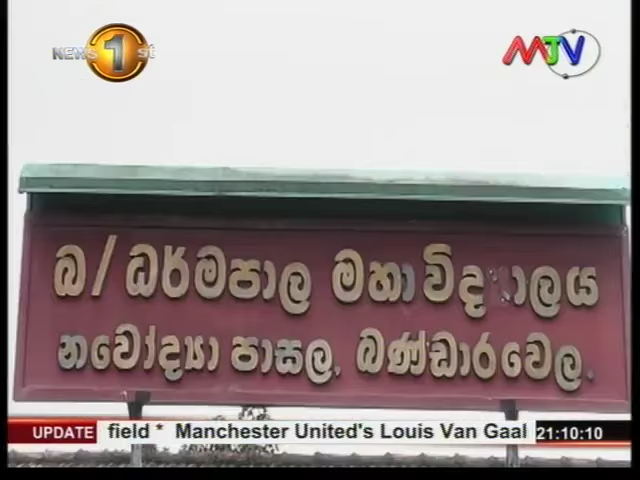 NEWS 1st
MTV
බ/ධර්මපාල මහා විද්‍යාලය
නවෝද්‍යා පාසල, බණ්ඩාරවෙල.
UPDATE field * Manchester United's Louis Van Gaal 21:10:10